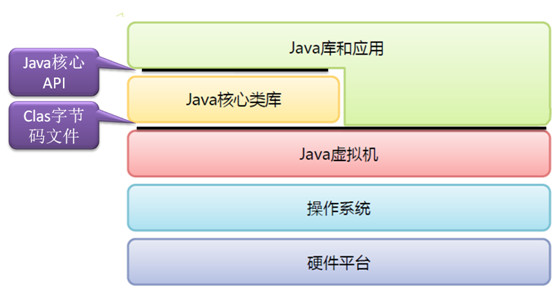 Java库和应用
Java核心
API
Java核心类库
Clas字节
码文件
Java虚拟机
操作系统
硬件平台